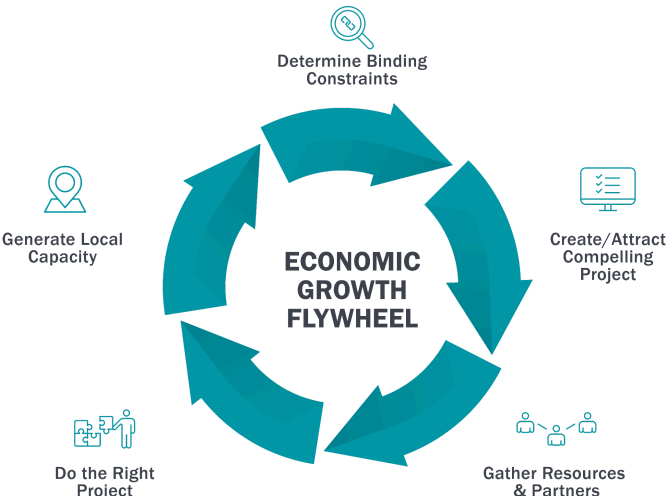 Determine Binding
Constraints
Create/Attract
Compelling
Project
Gather Resources
& Partners
Do the Right
Project
Generate Local
Capacity
ECONOMIC
GROWTH
FLYWHEEL